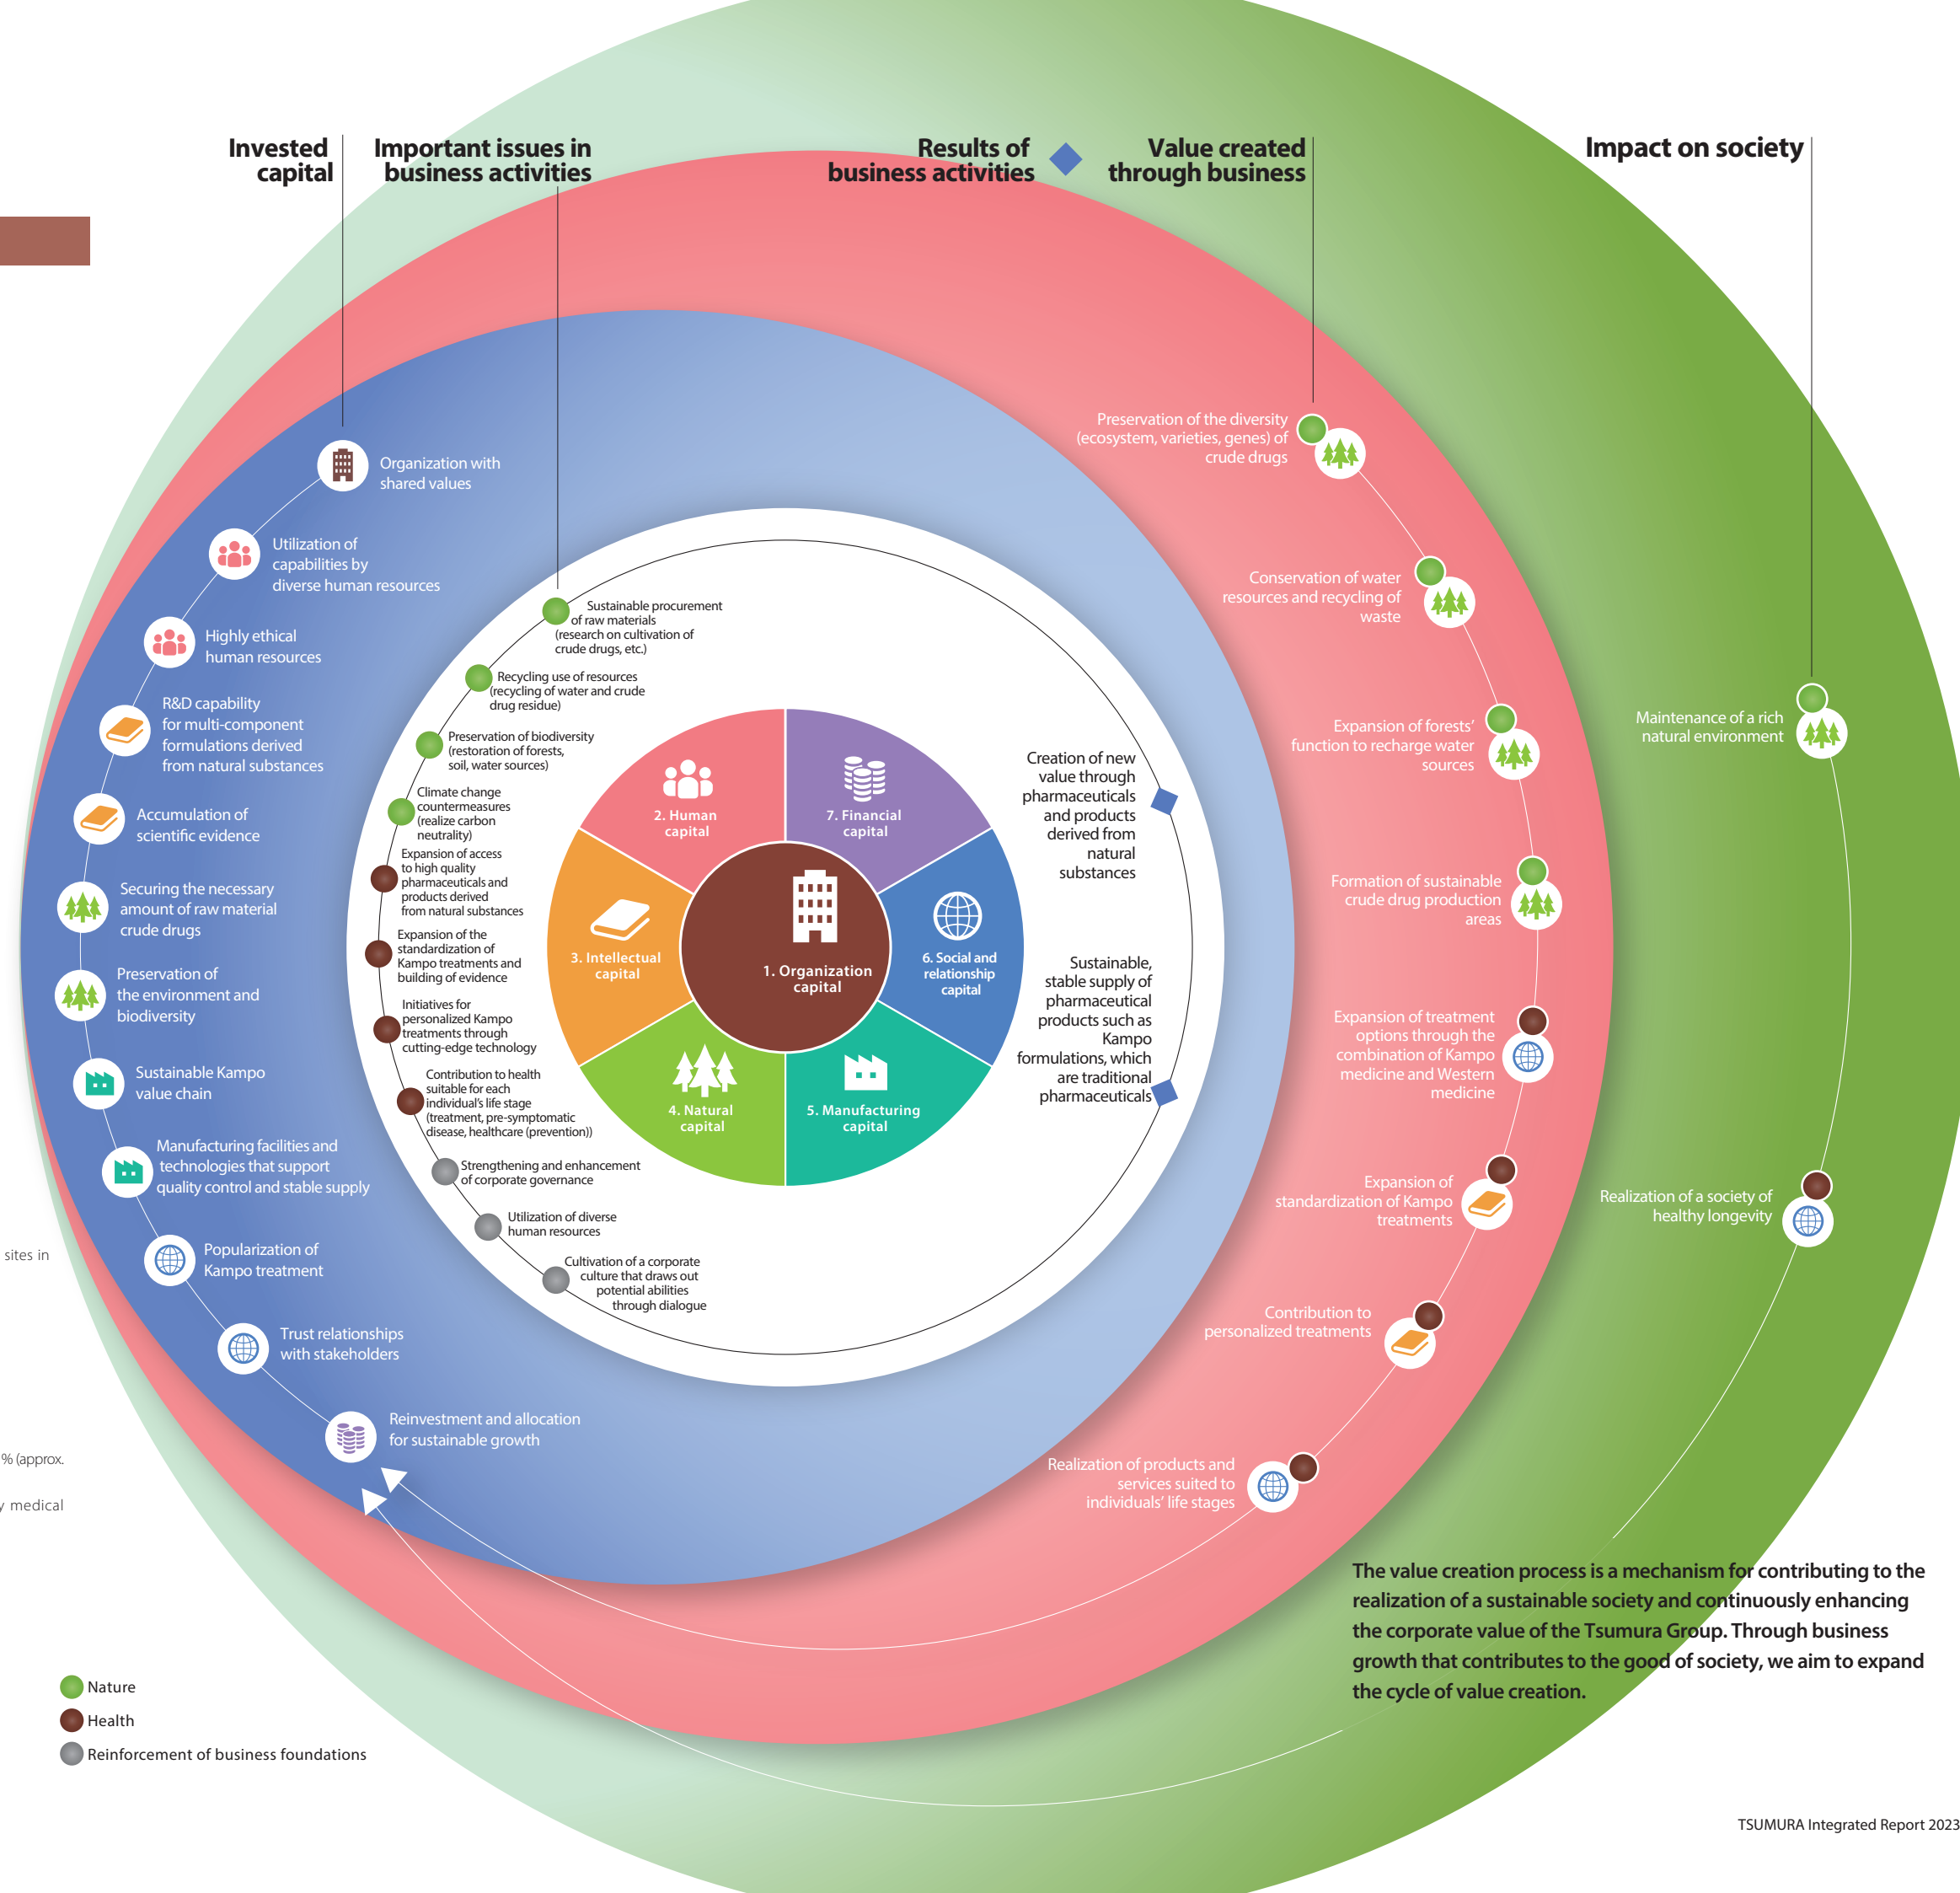 Invested
capital
Important issues in
business activities
Results of
business activities
Value created
through business
Impact on society
Organization with
shared values
Utilization of
capabilities by
diverse human resources
Highly ethical
human resources
R&D capability
for multi-component
formulations derived
from natural substances
Accumulation of
scientific evidence
Securing the necessary
amount of raw material
crude drugs
Preservation of
the environment and
biodiversity
Sustainable Kampo
value chain
Manufacturing facilities and
technologies that support
quality control and stable supply
Popularization of
Kampo treatment
Trust relationships
with stakeholders
Reinvestment and allocation
for sustainable growth
Sustainable procurement
of raw materials
(research on cultivation of
crude drugs, etc.)
Recycling use of resources
(recycling of water and crude
drug residue)
Preservation of biodiversity
(restoration of forests,
soil, water sources)
Climate change
countermeasures
(realize carbon
neutrality)
Expansion of access
to high quality
pharmaceuticals and
products derived
from natural substances
Expansion of the
standardization of
Kampo treatments and
building of evidence
Initiatives for
personalized Kampo
treatments through
cutting-edge technology
Contribution to health
suitable for each
individual's life stage
(treatment, pre-symptomatic
disease, healthcare (prevention))
Strengthening and enhancement
of corporate governance
Utilization of diverse
human resources
Cultivation of a corporate
culture that draws out
potential abilities
through dialogue
2. Human
capital
7. Financial
capital
3. Intellectual
capital
1. Organization
capital
6. Social and
relationship
capital
4. Natural
capital
5. Manufacturing
capital
Creation of new
value through
pharmaceuticals
and products
derived from
natural
substances
Sustainable,
stable supply of
pharmaceutical
products such as
Kampo
formulations, which
are traditional
pharmaceuticals
Preservation of the diversity
(ecosystem, varieties, genes) of
crude drugs
Conservation of water
resources and recycling of
waste
Expansion of forests'
function to recharge water
sources
Formation of sustainable
crude drug production
areas
Expansion of treatment
options through the
combination of Kampo
medicine and Western
medicine
Expansion of
standardization of Kampo
treatments
Contribution to
personalized treatments
Realization of products and
services suited to
individuals' life stages
Maintenance of a rich
natural environment
Realization of a society of
healthy longevity
sites in
% (approx.
y medical
The value creation process is a mechanism for contributing to the
realization of a sustainable society and continuously enhancing
the corporate value of the Tsumura Group. Through business
growth that contributes to the good of society, we aim to expand
the cycle of value creation.
Nature
Health
Reinforcement of business foundations
TSUMURA Integrated Report 2023